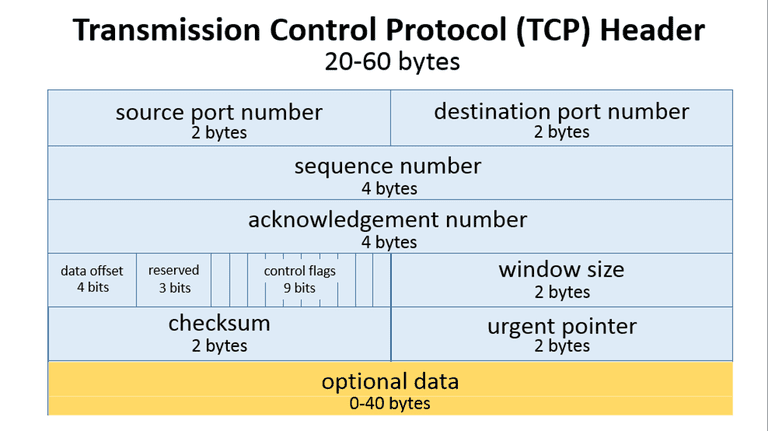 Transmission Control Protocol (TCP) Header
20-60 bytes
source port number
2 bytes
destination port number
2 bytes
sequence number
4 bytes
acknowledgement number
4 bytes
data offset
4 bits
reserved
3 bits
control flags
9 bits
window size
2 bytes
checksum
2 bytes
urgent pointer
2 bytes
optional data
0-40 bytes